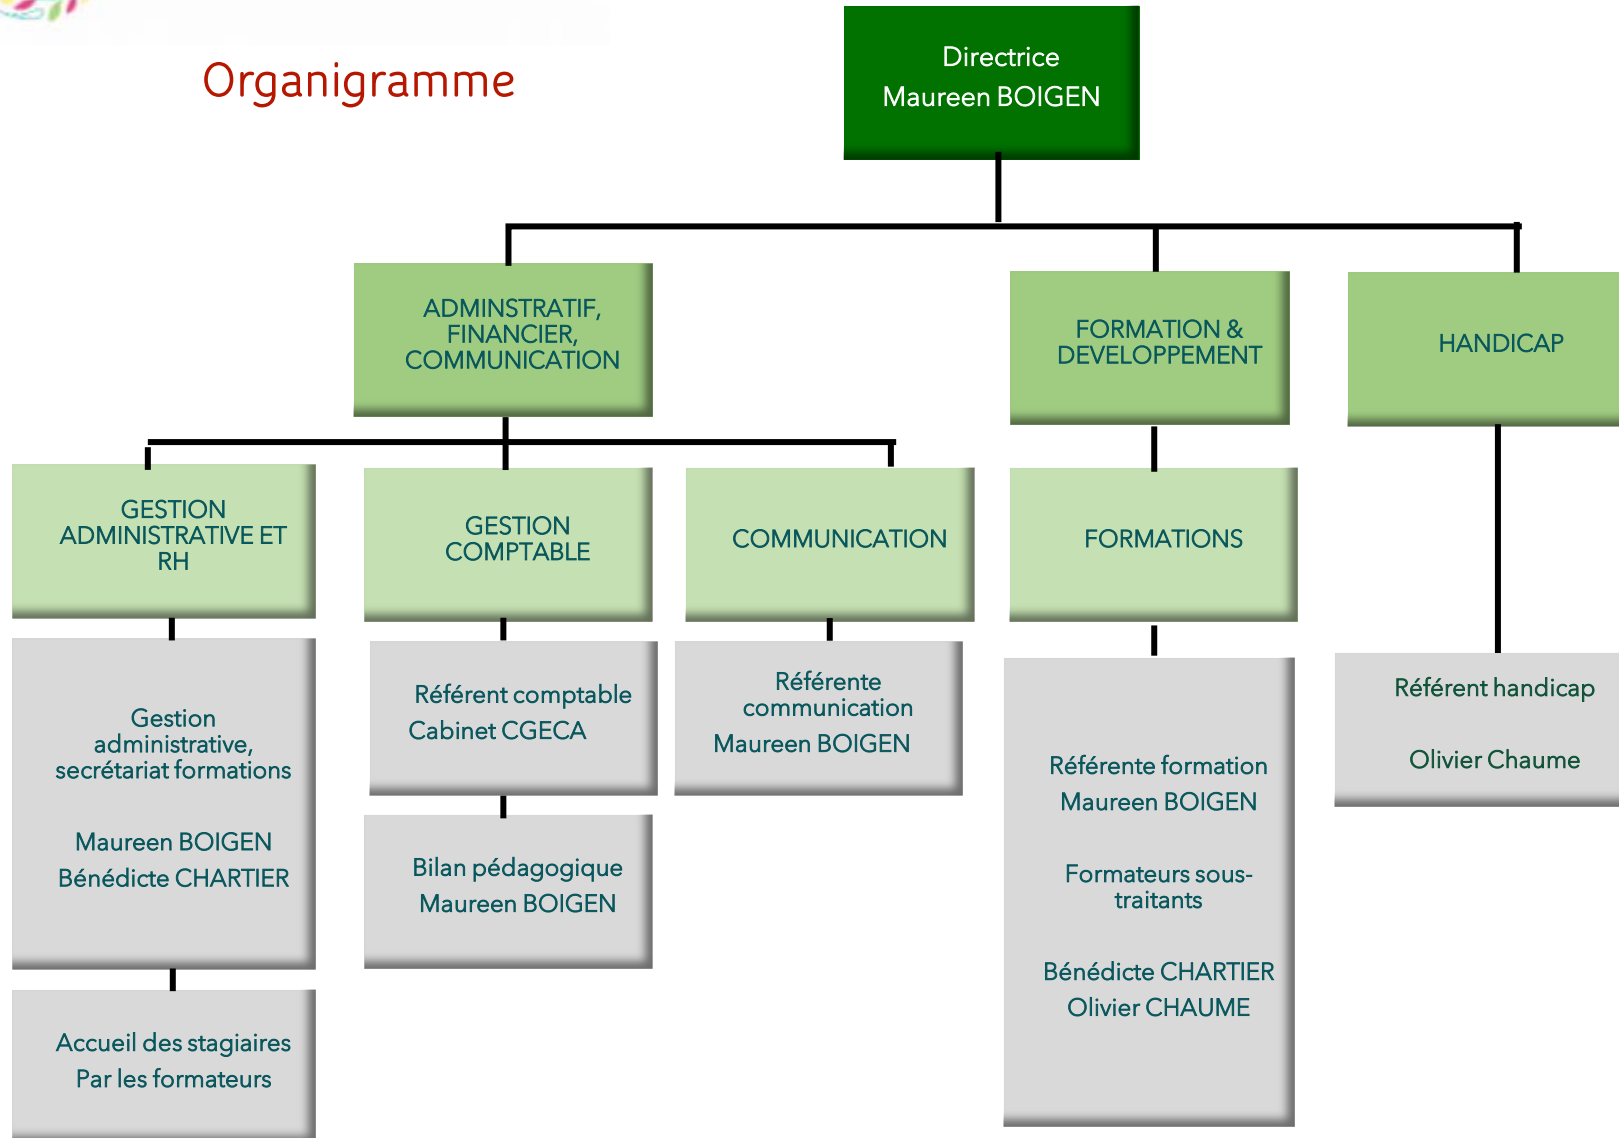 Organigramme
Directrice
Maureen BOIGEN
ADMINSTRATIF,
FINANCIER,
COMMUNICATION
FORMATION &
DEVELOPPEMENT
HANDICAP
GESTION
ADMINISTRATIVE ET
RH
GESTION
COMPTABLE
COMMUNICATION
FORMATIONS
Gestion
administrative,
secrétariat formations
Maureen BOIGEN
Bénédicte CHARTIER
Référent comptable
Cabinet CGECA
Référente
communication
Maureen BOIGEN
Référente formation
Maureen BOIGEN
Formateurs sous-
traitants
Bénédicte CHARTIER
Olivier CHAUME
Référent handicap
Olivier Chaume
Bilan pédagogique
Maureen BOIGEN
Accueil des stagiaires
Par les formateurs